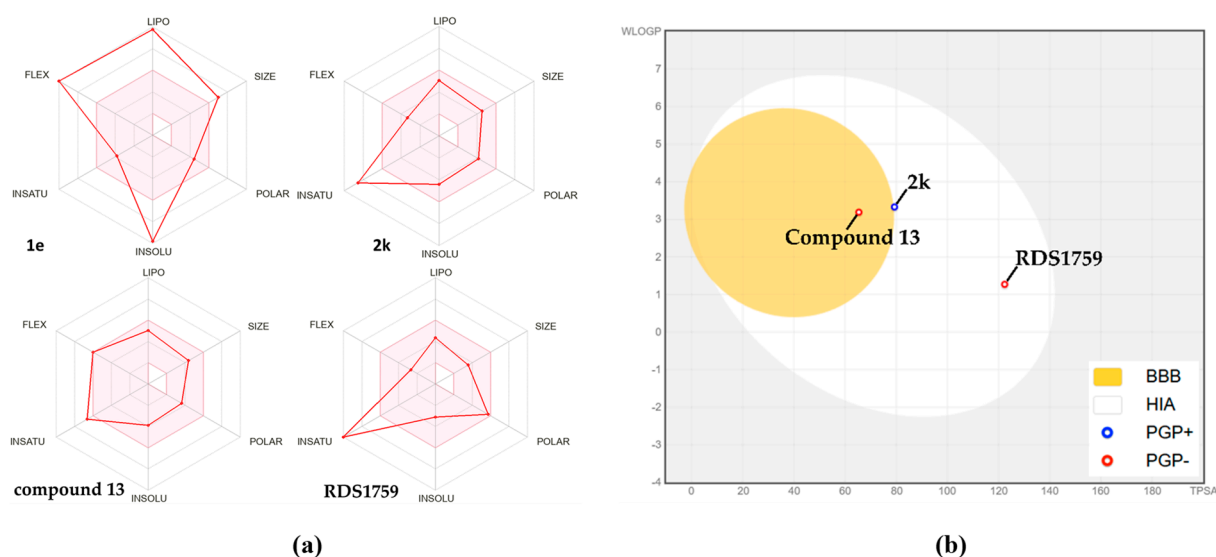 LIPO
FLEX
SIZE
INSATU
POLAR
INSOLU
1e
LIPO
FLEX
SIZE
INSATU
POLAR
INSOLU
2k
LIPO
FLEX
SIZE
INSATU
POLAR
INSOLU
compound 13
LIPO
FLEX
SIZE
INSATU
POLAR
INSOLU
RDS1759
(a)
WLOGP
7
6
5
4
3
2
1
0
-1
-2
-3
-4
2k
Compound 13
RDS1759
BBB
HIA
PGP+
PGP-
0 20 40 60 80 100 120 140 160 180 TPSA
(b)